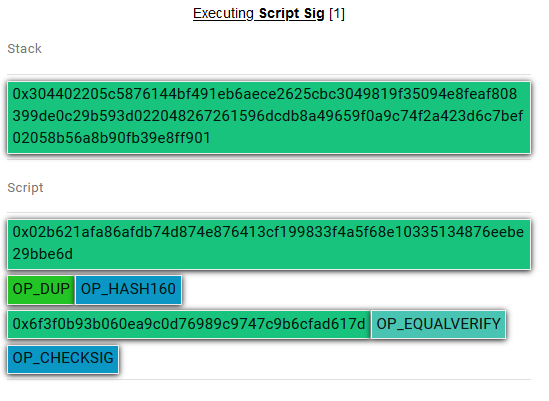 Executing Script Sig [1]
Stack
0x304402205c5876144bf491eb6aece2625cbc3049819f35094e8feaf808
399de0c29b593d022048267261596dcdb8a49659f0a9c74f2a423d6c7bef
02058b56a8b90fb39e8ff901
Script
0x02b621afa86afdb74d874e876413cf199833f4a5f68e10335134876eebe
29bbe6d
OP_DUP OP_HASH160
0x6f3f0b93b060ea9c0d76989c9747c9b6cfad617d OP_EQUALVERIFY
OP_CHECKSIG